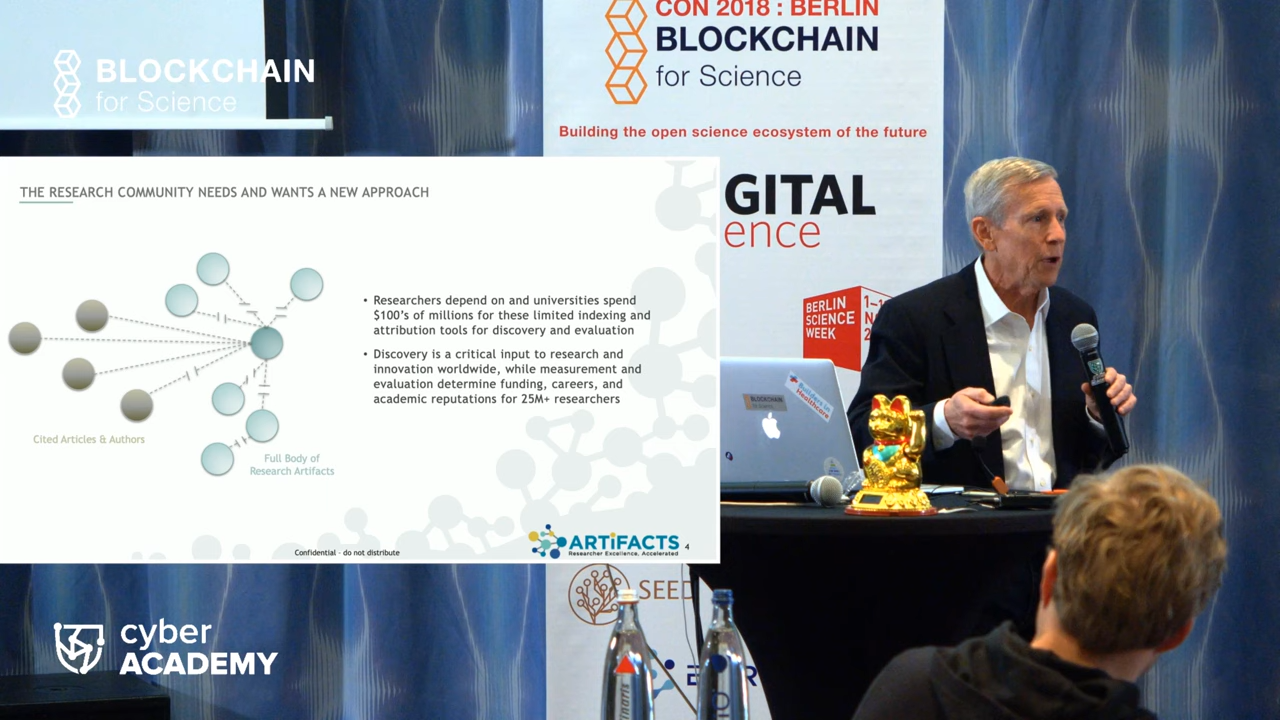 BLOCKCHAIN
for Science
CON 2018 : BERLIN
BLOCKCHAIN
for Science
Building the open science ecosystem of the future
GITAL
ence
BERLIN
SCIENCE
WEEK
THE RESEARCH COMMUNITY NEEDS AND WANTS A NEW APPROACH
• Researchers depend on and universities spend
$100's of millions for these limited indexing and
attribution tools for discovery and evaluation
• Discovery is a critical input to research and
innovation worldwide, while measurement and
evaluation determine funding, careers, and
academic reputations for 25M+ researchers
Cited Articles & Authors
Full Body of
Research Artifacts
Confidential - do not distribute
ARTiFACTS
Researcher Excellence, Accelerated
4
BLOCKCHAIN
for Science
Healthcare
SEED
cyber
ACADEMY